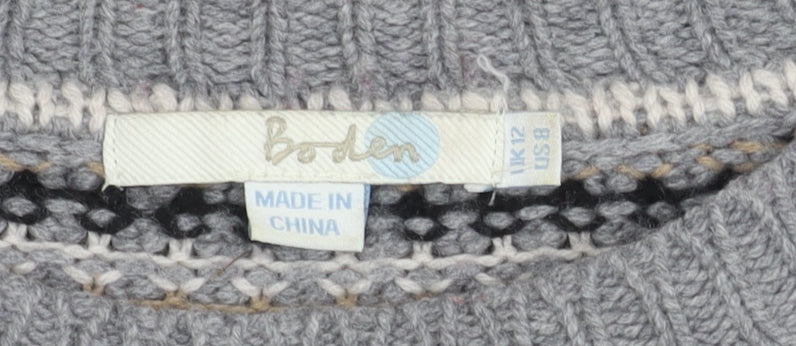 Boden
UK 12
US 8
MADE IN
CHINA